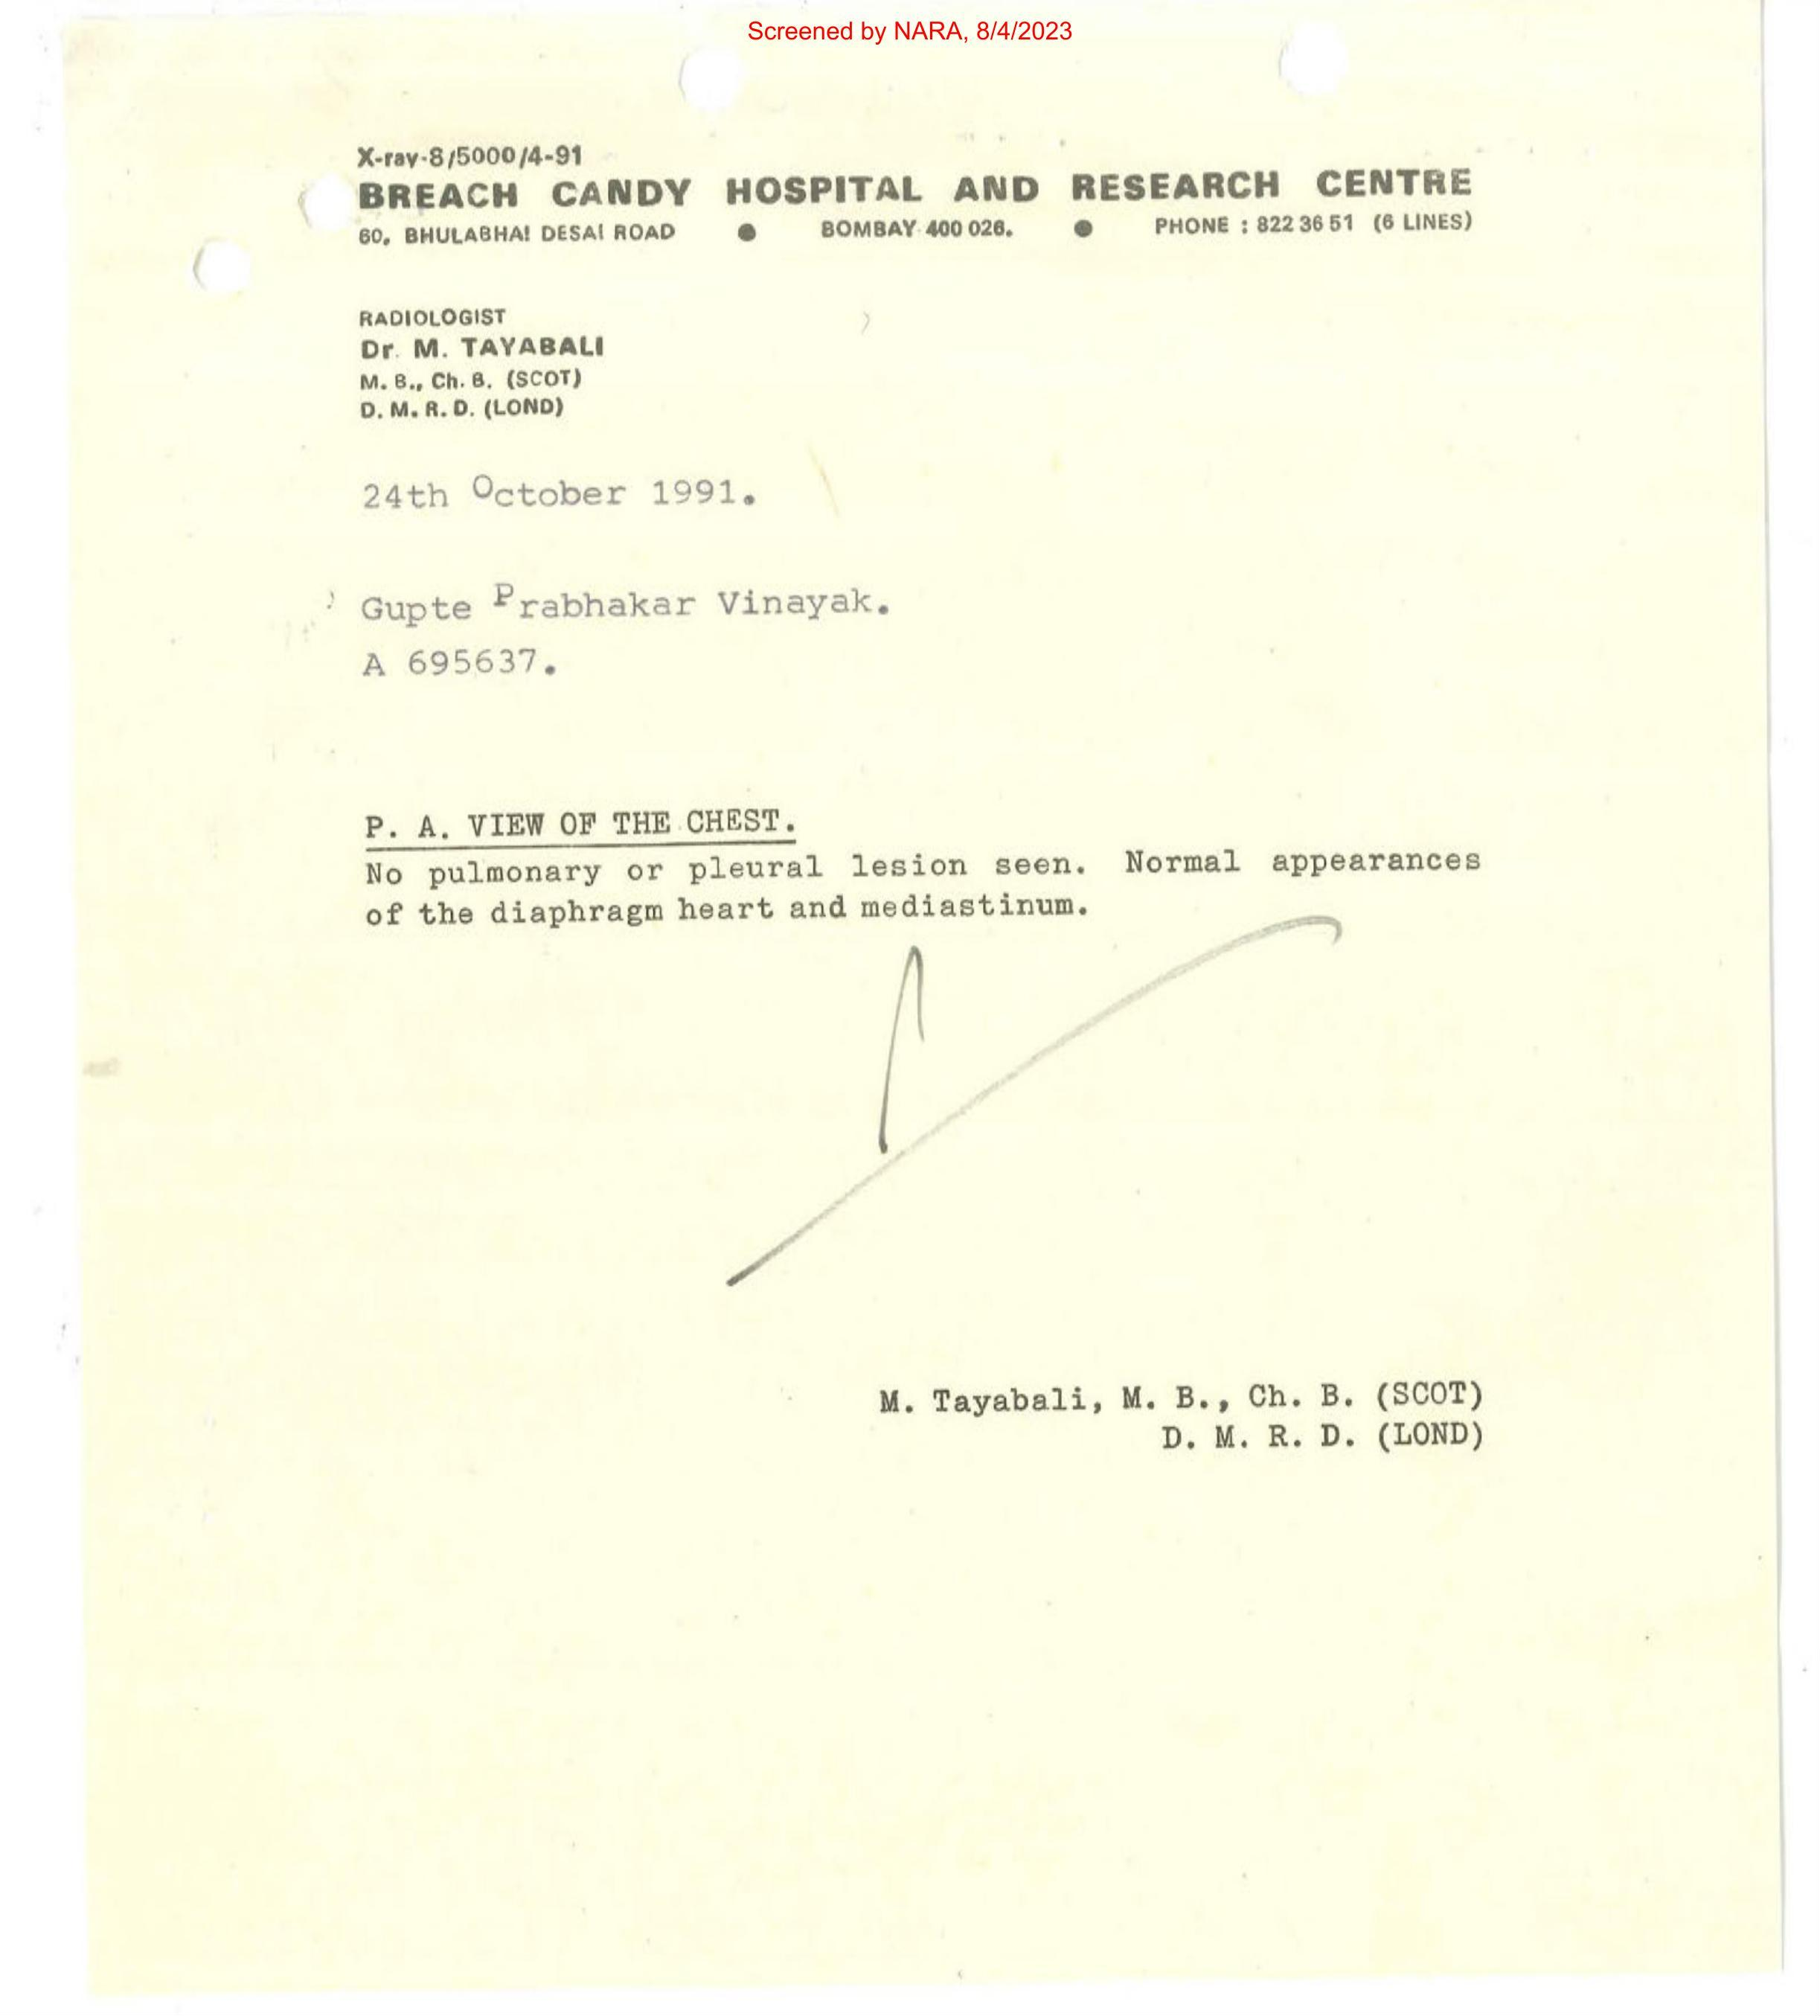 Screened by NARA, 8/4/2023
X-ray-8/5000/4-91
BREACH CANDY HOSPITAL AND RESEARCH CENTRE
60, BHULABHAI DESAI ROAD ● BOMBAY 400 026. ● PHONE : 822 36 51 (6 LINES)
RADIOLOGIST
Dr. M. TAYABALI
M. B., Ch. B. (SCOT)
D. M. R. D. (LOND)
24th October 1991.
Gupte Prabhakar Vinayak.
A 695637.
P. A. VIEW OF THE CHEST.
No pulmonary or pleural lesion seen. Normal appearances
of the diaphragm heart and mediastinum.
M. Tayabali, M. B., Ch. B. (SCOT)
D. M. R. D. (LOND)